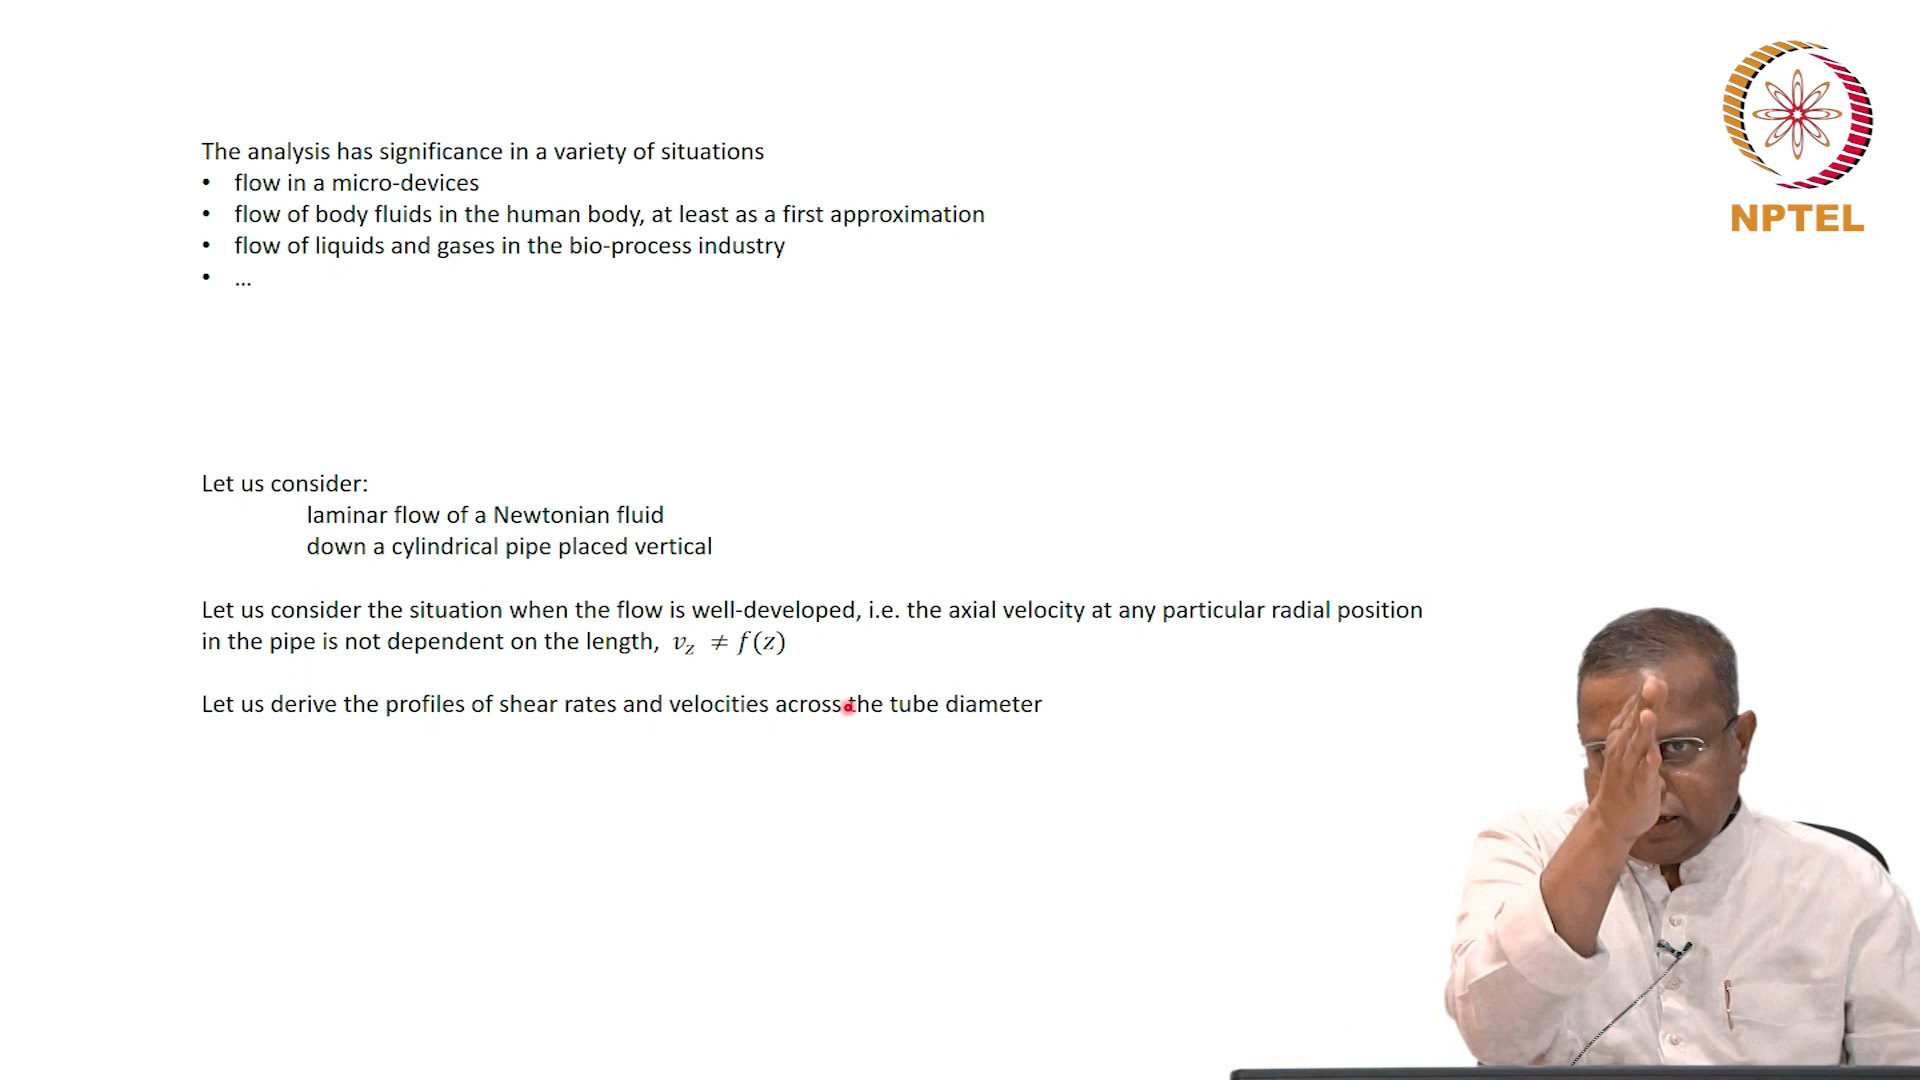 The analysis has significance in a variety of situations
• flow in a micro-devices
• flow of body fluids in the human body, at least as a first approximation
• flow of liquids and gases in the bio-process industry
• ...
NPTEL
Let us consider:
laminar flow of a Newtonian fluid
down a cylindrical pipe placed vertical
Let us consider the situation when the flow is well-developed, i.e. the axial velocity at any particular radial position
in the pipe is not dependent on the length, v_z ≠ f(z)
Let us derive the profiles of shear rates and velocities across the tube diameter